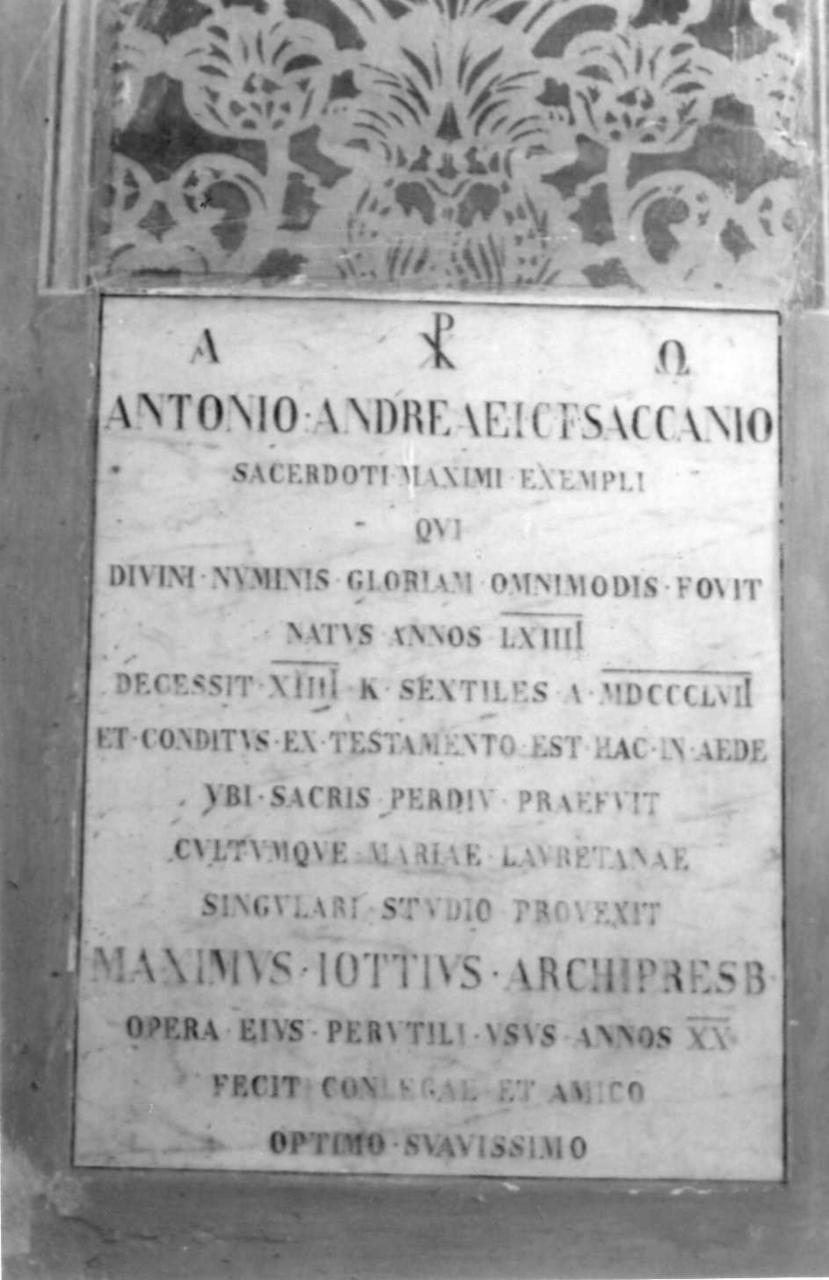 Α ☧ Ω
ANTONIO·ANDREAE I C F SACCANIO
SACERDOTI·MAXIMI·EXEMPLI
QVI
DIVINI·NVMINIS·GLORIAM·OMNIMODIS·FOVIT
NATVS ANNOS LXIIII
DECESSIT·XIIII K·SEXTILES·A·MDCCCLVII
ET·CONDITVS·EX·TESTAMENTO·EST·HAC·IN·AEDE
VBI·SACRIS PERDIV·PRAEFVIT
CVLTVMQVE·MARIAE·LAVRETANAE
SINGVLARI·STVDIO PROVEXIT
MAXIMVS·IOTTIVS·ARCHIPRESB
OPERA EIVS·PERVTILI·VSVS ANNOS XX
FECIT CONLEGAE ET AMICO
OPTIMO·SVAVISSIMO